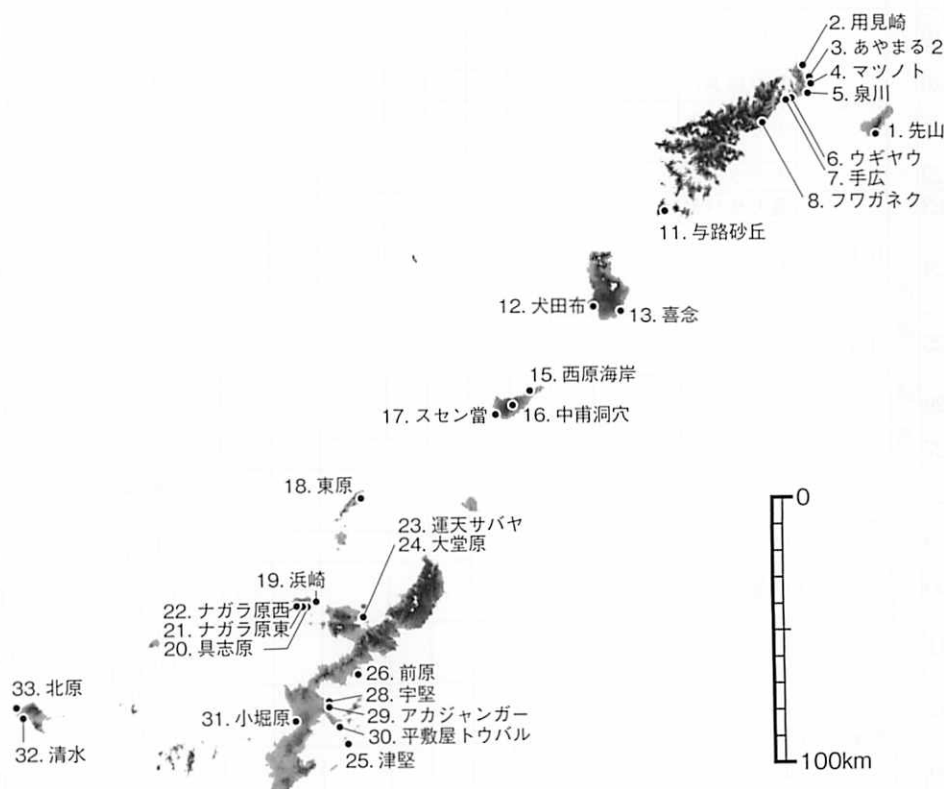 2. 用見崎
3. あやまる2
4. マツノト
5. 泉川
1. 先山
6. ウギヤウ
7. 手広
8. フワガネク
11. 与路砂丘
12. 犬田布
13. 喜念
15. 西原海岸
17. スセン當
16. 中甫洞穴
18. 東原
0
23. 運天サバヤ
24. 大堂原
19. 浜崎
22. ナガラ原西
21. ナガラ原東
20. 具志原
26. 前原
33. 北原
28. 宇堅
31. 小堀原
29. アカジャンガー
30. 平敷屋トウバル
32. 清水
25. 津堅
100km